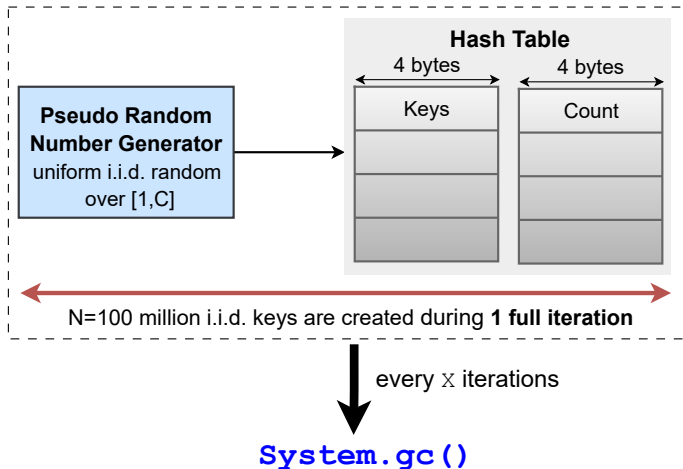 Hash Table
4 bytes
4 bytes
Keys
Count
Pseudo Random
Number Generator
uniform i.i.d. random
over [1,C]
N=100 million i.i.d. keys are created during 1 full iteration
every X iterations
System.gc()